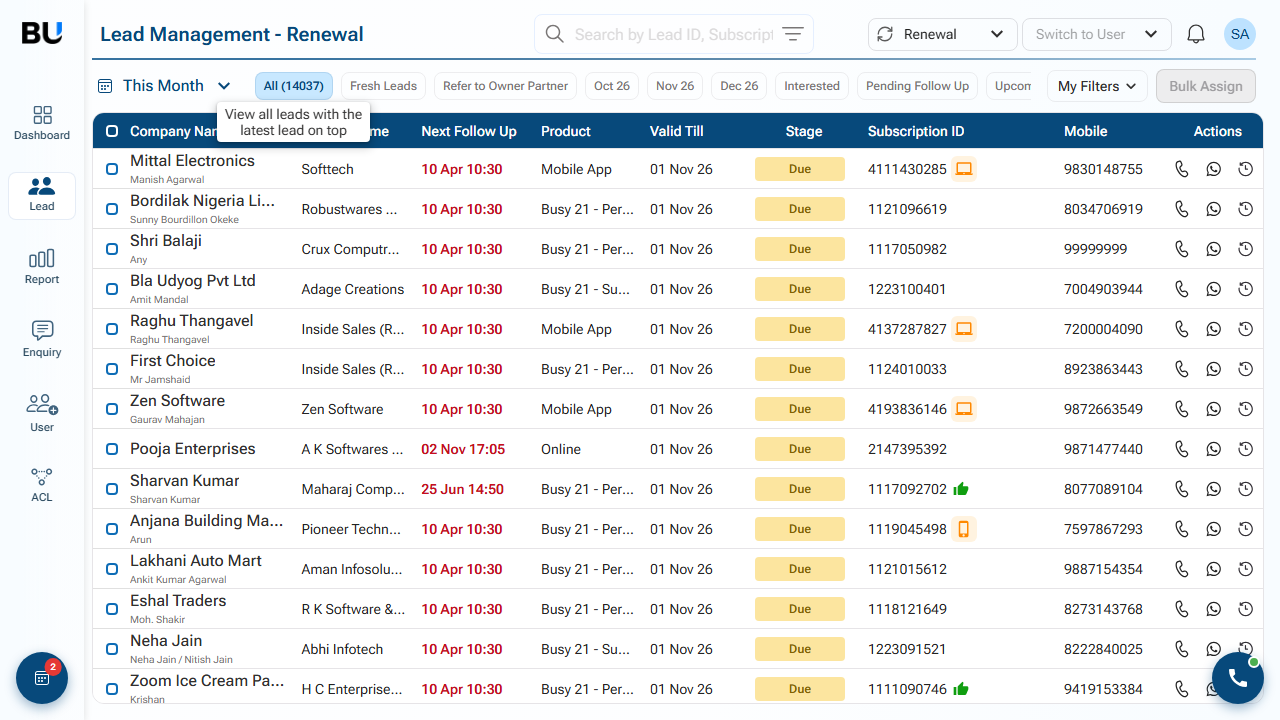 BU
Lead Management - Renewal
Search by Lead ID, Subscript
Renewal
Switch to User
SA
This Month
All (14037)
Fresh Leads
Refer to Owner Partner
Oct 26
Nov 26
Dec 26
Interested
Pending Follow Up
Upcom
My Filters
Bulk Assign
View all leads with the
latest lead on top
Dashboard
Lead
Report
Enquiry
User
ACL
2
Company Nam
me
Next Follow Up
Product
Valid Till
Stage
Subscription ID
Mobile
Actions
Mittal Electronics
Manish Agarwal
Softtech
10 Apr 10:30
Mobile App
01 Nov 26
Due
4111430285
9830148755
Bordilak Nigeria Li...
Sunny Bourdillon Okeke
Robustwares ...
10 Apr 10:30
Busy 21 - Per...
01 Nov 26
Due
1121096619
8034706919
Shri Balaji
Any
Crux Computr...
10 Apr 10:30
Busy 21 - Per...
01 Nov 26
Due
1117050982
99999999
Bla Udyog Pvt Ltd
Amit Mandal
Adage Creations
10 Apr 10:30
Busy 21 - Su...
01 Nov 26
Due
1223100401
7004903944
Raghu Thangavel
Raghu Thangavel
Inside Sales (R...
10 Apr 10:30
Mobile App
01 Nov 26
Due
4137287827
7200004090
First Choice
Mr Jamshaid
Inside Sales (R...
10 Apr 10:30
Busy 21 - Per...
01 Nov 26
Due
1124010033
8923863443
Zen Software
Gaurav Mahajan
Zen Software
10 Apr 10:30
Mobile App
01 Nov 26
Due
4193836146
9872663549
Pooja Enterprises
A K Softwares ...
02 Nov 17:05
Online
01 Nov 26
Due
2147395392
9871477440
Sharvan Kumar
Sharvan Kumar
Maharaj Comp...
25 Jun 14:50
Busy 21 - Per...
01 Nov 26
Due
1117092702
8077089104
Anjana Building Ma...
Arun
Pioneer Techn...
10 Apr 10:30
Busy 21 - Per...
01 Nov 26
Due
1119045498
7597867293
Lakhani Auto Mart
Ankit Kumar Agarwal
Aman Infosolu...
10 Apr 10:30
Busy 21 - Per...
01 Nov 26
Due
1121015612
9887154354
Eshal Traders
Moh. Shakir
R K Software &...
10 Apr 10:30
Busy 21 - Per...
01 Nov 26
Due
1118121649
8273143768
Neha Jain
Neha Jain / Nitish Jain
Abhi Infotech
10 Apr 10:30
Busy 21 - Su...
01 Nov 26
Due
1223091521
8222840025
Zoom Ice Cream Pa...
Krishan
H C Enterprise...
10 Apr 10:30
Busy 21 - Per...
01 Nov 26
Due
1111090746
9419153384